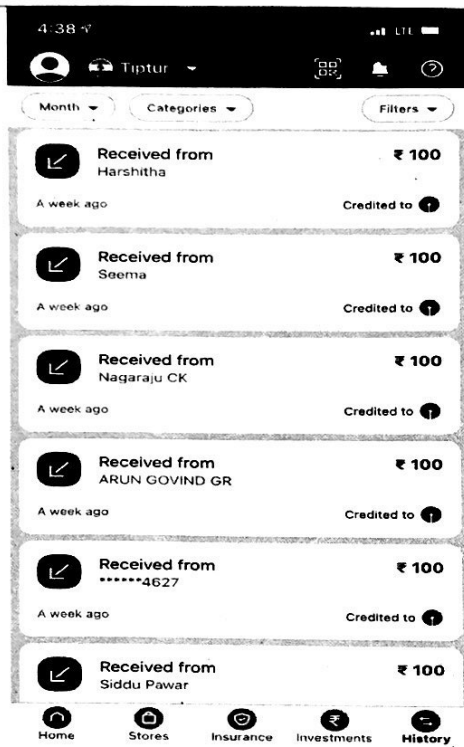 4:38 LTE
Tiptur
Month Categories Filters
Received from ₹ 100
Harshitha
A week ago Credited to
Received from ₹ 100
Seema
A week ago Credited to
Received from ₹ 100
Nagaraju CK
A week ago Credited to
Received from ₹ 100
ARUN GOVIND GR
A week ago Credited to
Received from ₹ 100
******4627
A week ago Credited to
Received from ₹ 100
Siddu Pawar
Home Stores Insurance Investments History